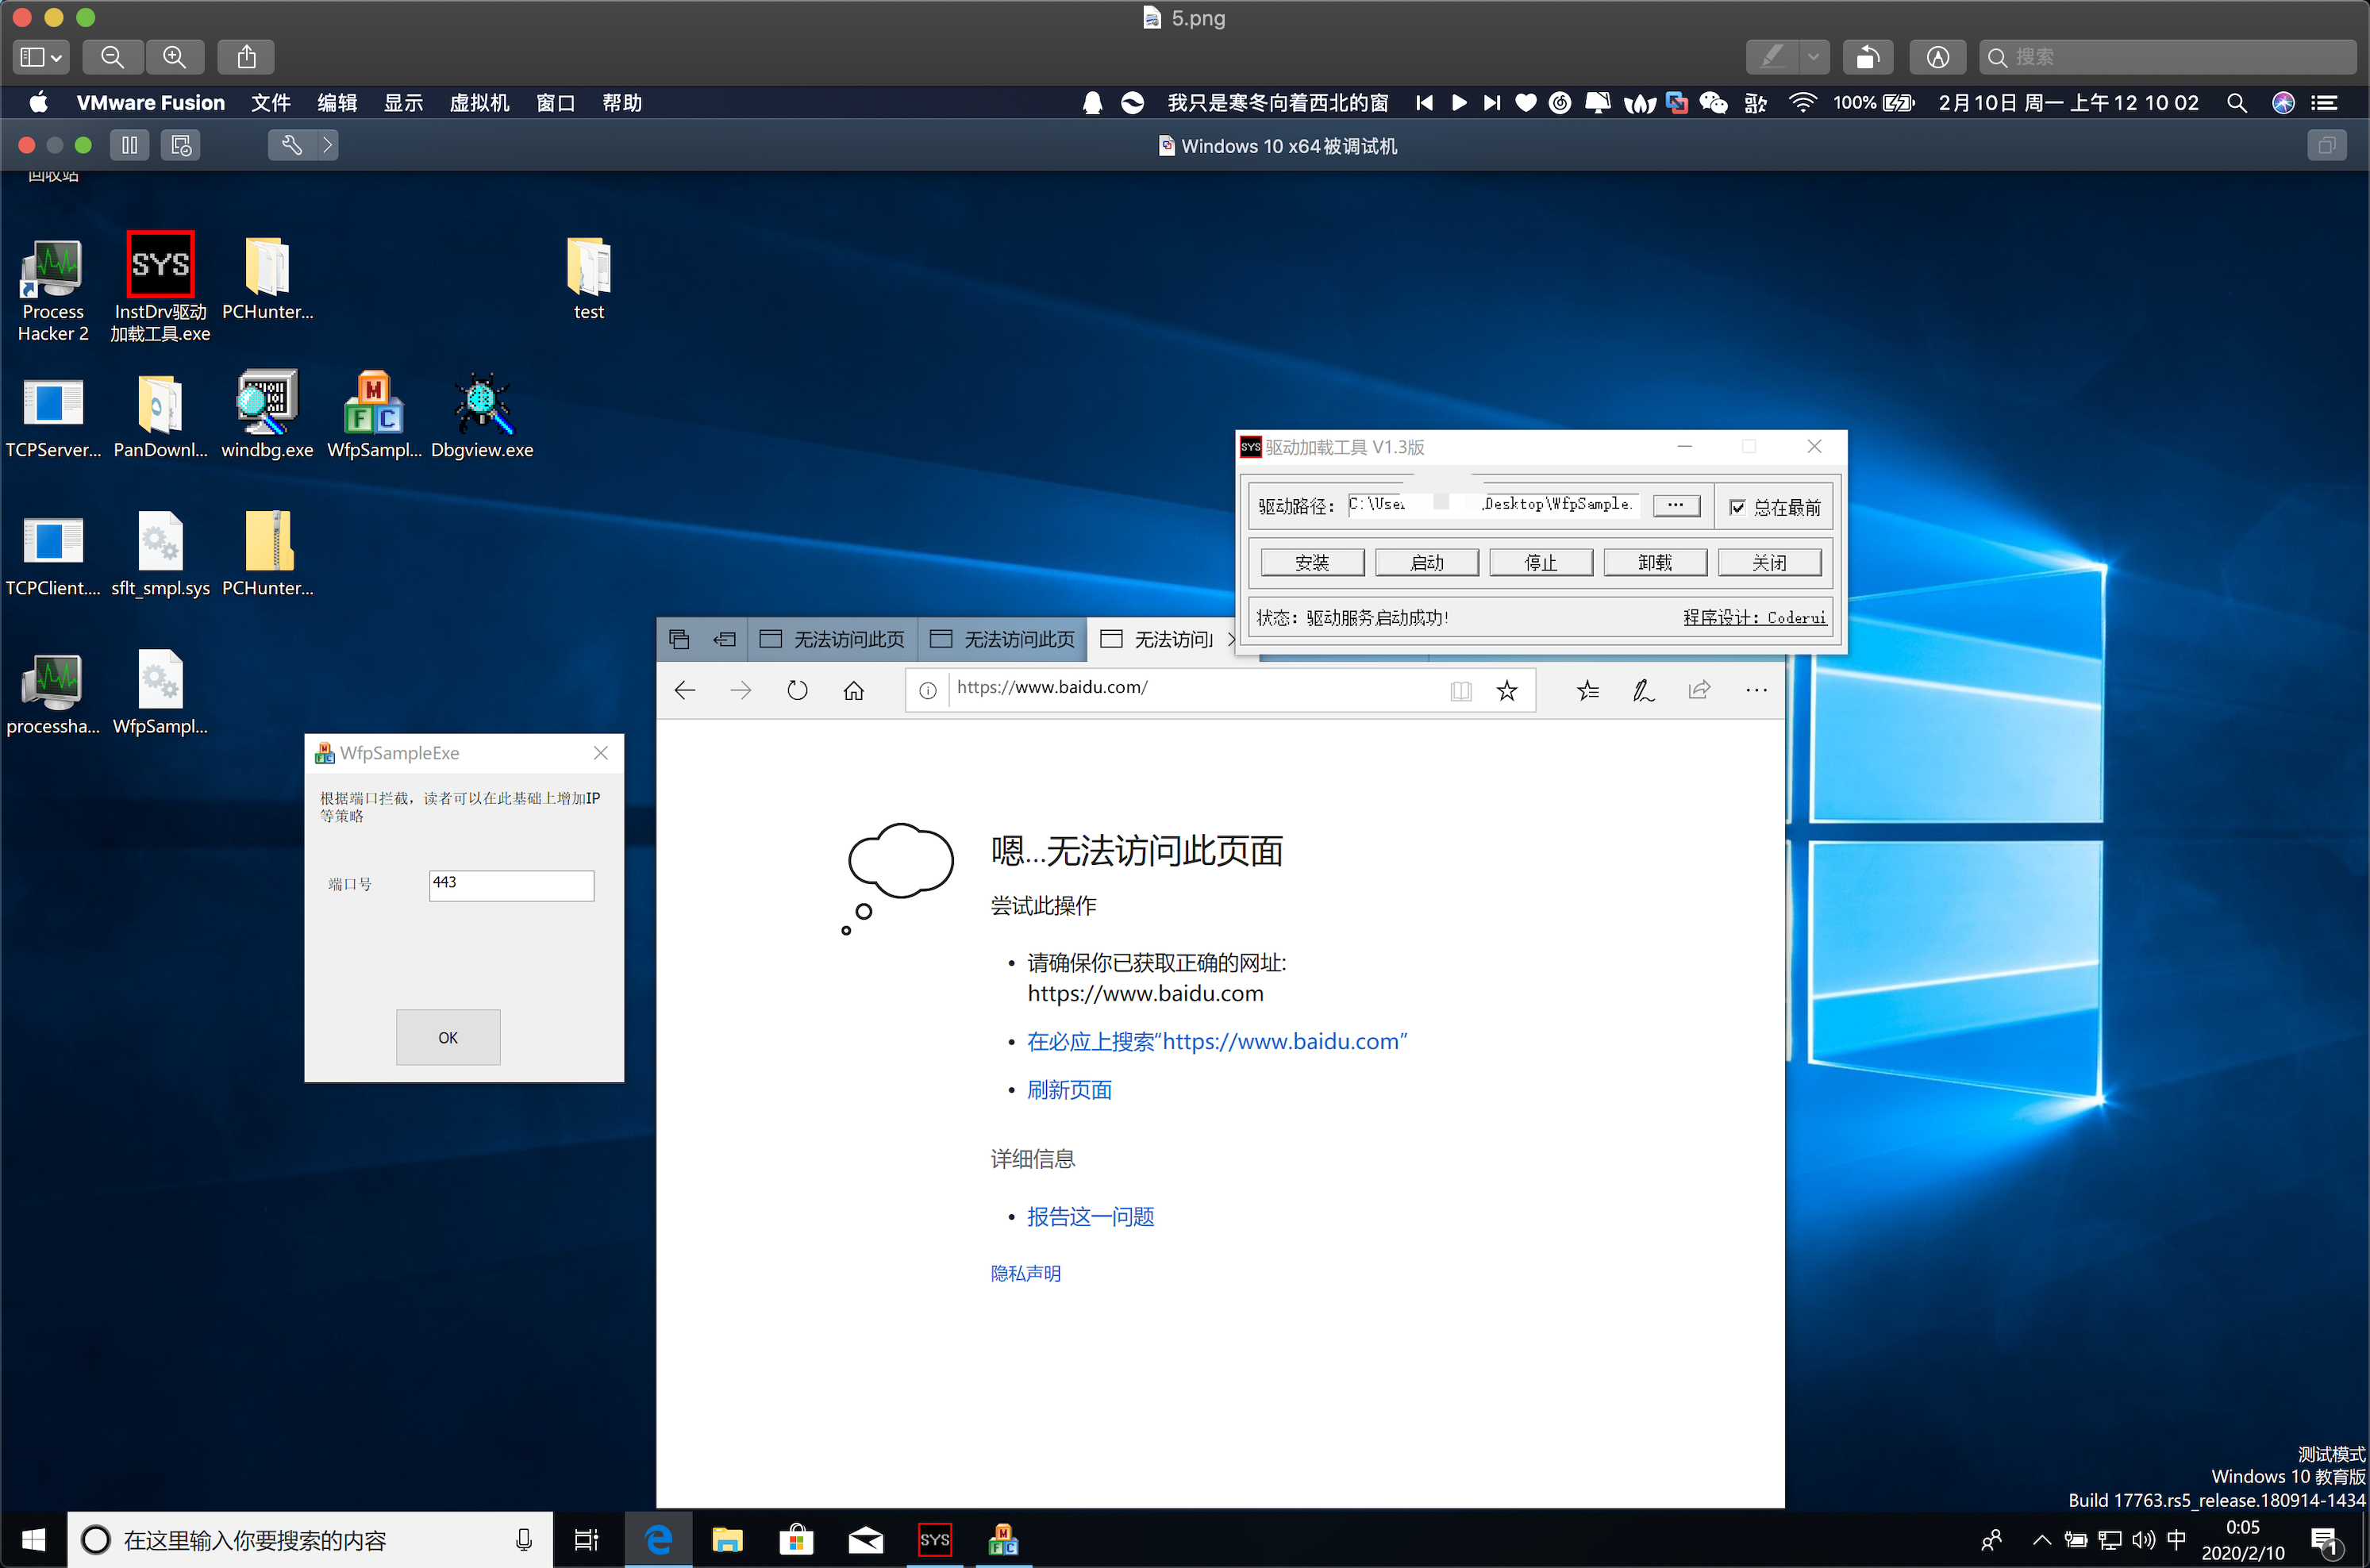 5.png
搜索
VMware Fusion 文件 编辑 显示 虚拟机 窗口 帮助
我只是寒冬向着西北的窗
歌
100%
2月10日 周一 上午12 10 02
Windows 10 x64被调试机
回收站
SYS
Process Hacker 2
InstDrv驱动加载工具.exe
PCHunter...
test
TCPServer...
PanDownl...
windbg.exe
WfpSampl...
Dbgview.exe
TCPClient....
sflt_smpl.sys
PCHunter...
processha...
WfpSampl...
SYS 驱动加载工具 V1.3版
驱动路径: C:\User
Desktop\WfpSample.
...
总在最前
安装 启动 停止 卸载 关闭
状态: 驱动服务启动成功!
程序设计: Coderui
无法访问此页
无法访问此页
无法访问
https://www.baidu.com/
嗯...无法访问此页面
尝试此操作
• 请确保你已获取正确的网址:
https://www.baidu.com
• 在必应上搜索“https://www.baidu.com”
• 刷新页面
详细信息
• 报告这一问题
隐私声明
WfpSampleExe
根据端口拦截，读者可以在此基础上增加IP
等策略
端口号 443
OK
测试模式
Windows 10 教育版
Build 17763.rs5_release.180914-1434
在这里输入你要搜索的内容
SYS
中
0:05
2020/2/10
1